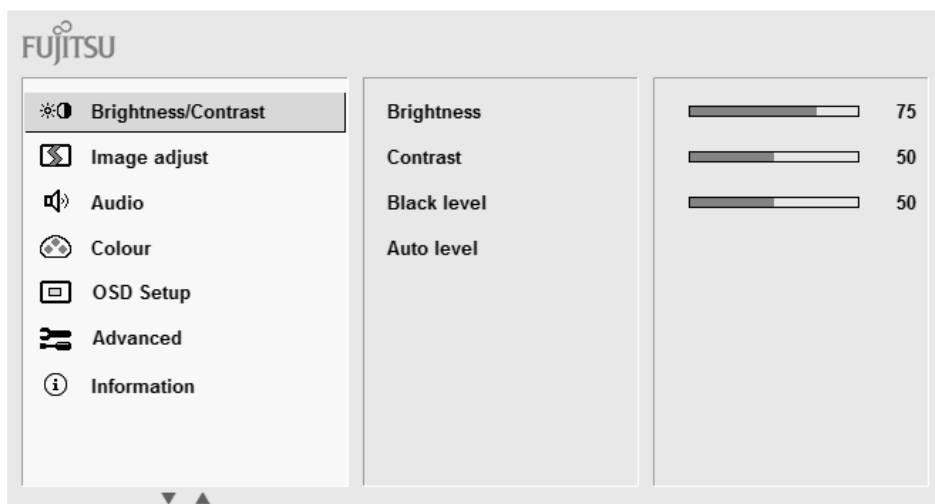 FUJITSU
Brightness/Contrast Brightness 75
Image adjust Contrast 50
Audio Black level 50
Colour Auto level
OSD Setup
Advanced
Information